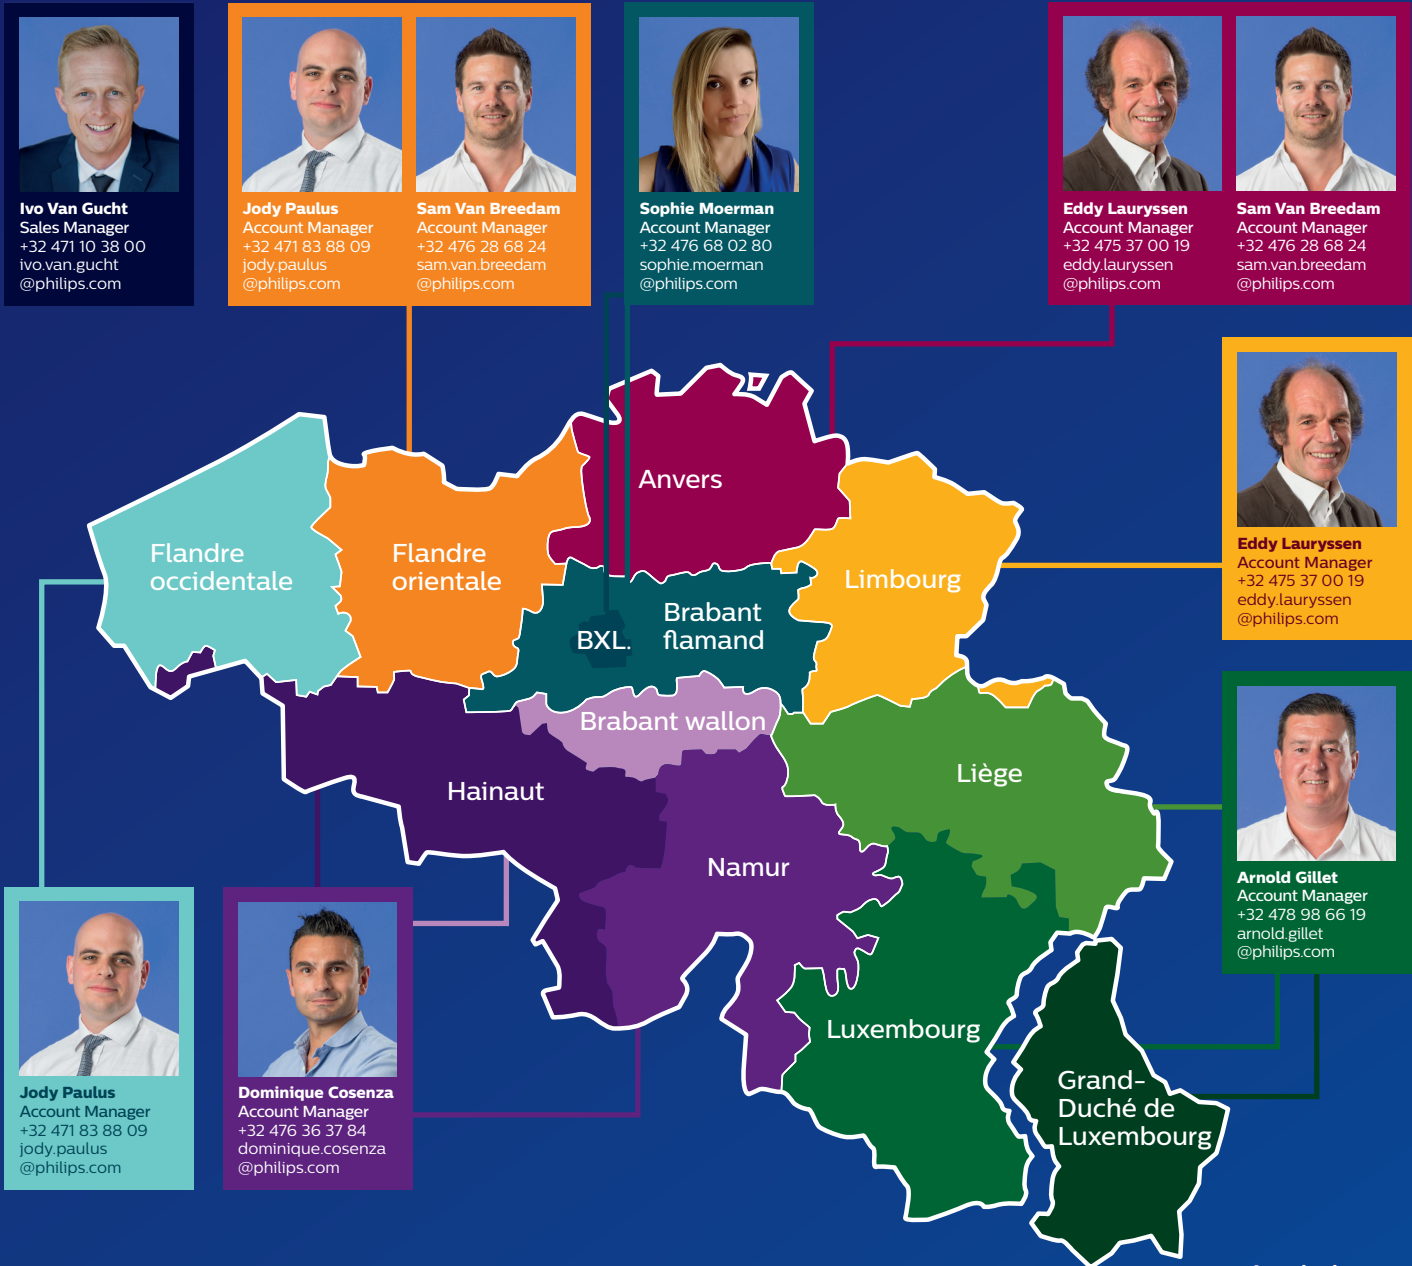 Ivo Van Gucht
Sales Manager
+32 471 10 38 00
ivo.van.gucht
@philips.com
Jody Paulus
Account Manager
+32 471 83 88 09
jody.paulus
@philips.com
Sam Van Breedam
Account Manager
+32 476 28 68 24
sam.van.breedam
@philips.com
Sophie Moerman
Account Manager
+32 476 68 02 80
sophie.moerman
@philips.com
Eddy Lauryssen
Account Manager
+32 475 37 00 19
eddy.lauryssen
@philips.com
Sam Van Breedam
Account Manager
+32 476 28 68 24
sam.van.breedam
@philips.com
Anvers
Flandre
occidentale
Flandre
orientale
Limbourg
BXL.
Brabant
flamand
Eddy Lauryssen
Account Manager
+32 475 37 00 19
eddy.lauryssen
@philips.com
Brabant wallon
Hainaut
Liège
Namur
Arnold Gillet
Account Manager
+32 478 98 66 19
arnold.gillet
@philips.com
Luxembourg
Grand-
Duché de
Luxembourg
Jody Paulus
Account Manager
+32 471 83 88 09
jody.paulus
@philips.com
Dominique Cosenza
Account Manager
+32 476 36 37 84
dominique.cosenza
@philips.com